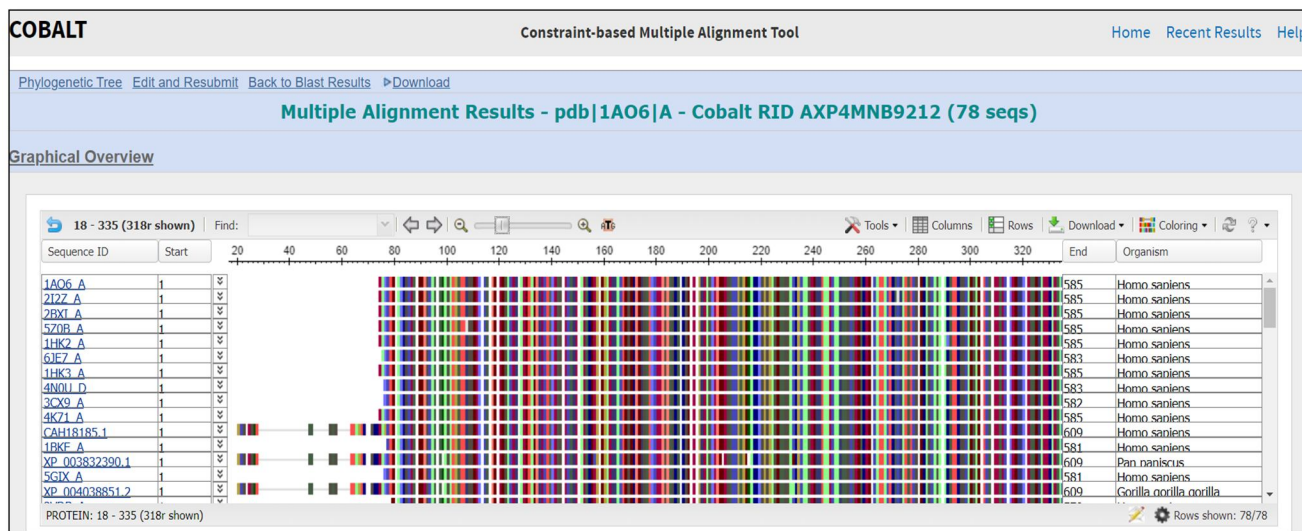 COBALT Constraint-based Multiple Alignment Tool Home Recent Results Help
Phylogenetic Tree Edit and Resubmit Back to Blast Results ▶Download
Multiple Alignment Results - pdb|1AO6|A - Cobalt RID AXP4MNB9212 (78 seqs)
Graphical Overview
18 - 335 (318r shown) Find: Tools Columns Rows Download Coloring ?
Sequence ID Start 20 40 60 80 100 120 140 160 180 200 220 240 260 280 300 320 End Organism
1AO6_A 1 585 Homo sapiens
2I2Z_A 1 585 Homo sapiens
2BXI_A 1 585 Homo sapiens
5Z0B_A 1 585 Homo sapiens
1HK2_A 1 585 Homo sapiens
6JE7_A 1 583 Homo sapiens
1HK3_A 1 585 Homo sapiens
4N0U_D 1 583 Homo sapiens
3CX9_A 1 582 Homo sapiens
4K71_A 1 585 Homo sapiens
CAH18185.1 1 609 Homo sapiens
1BKE_A 1 581 Homo sapiens
XP_003832390.1 1 609 Pan paniscus
5GIX_A 1 581 Homo sapiens
XP_004038851.2 1 609 Gorilla gorilla gorilla
PROTEIN: 18 - 335 (318r shown) Rows shown: 78/78